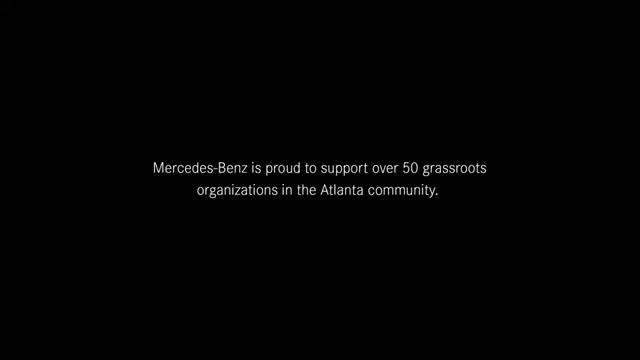 Mercedes-Benz is proud to support over 50 grassroots
organizations in the Atlanta community.